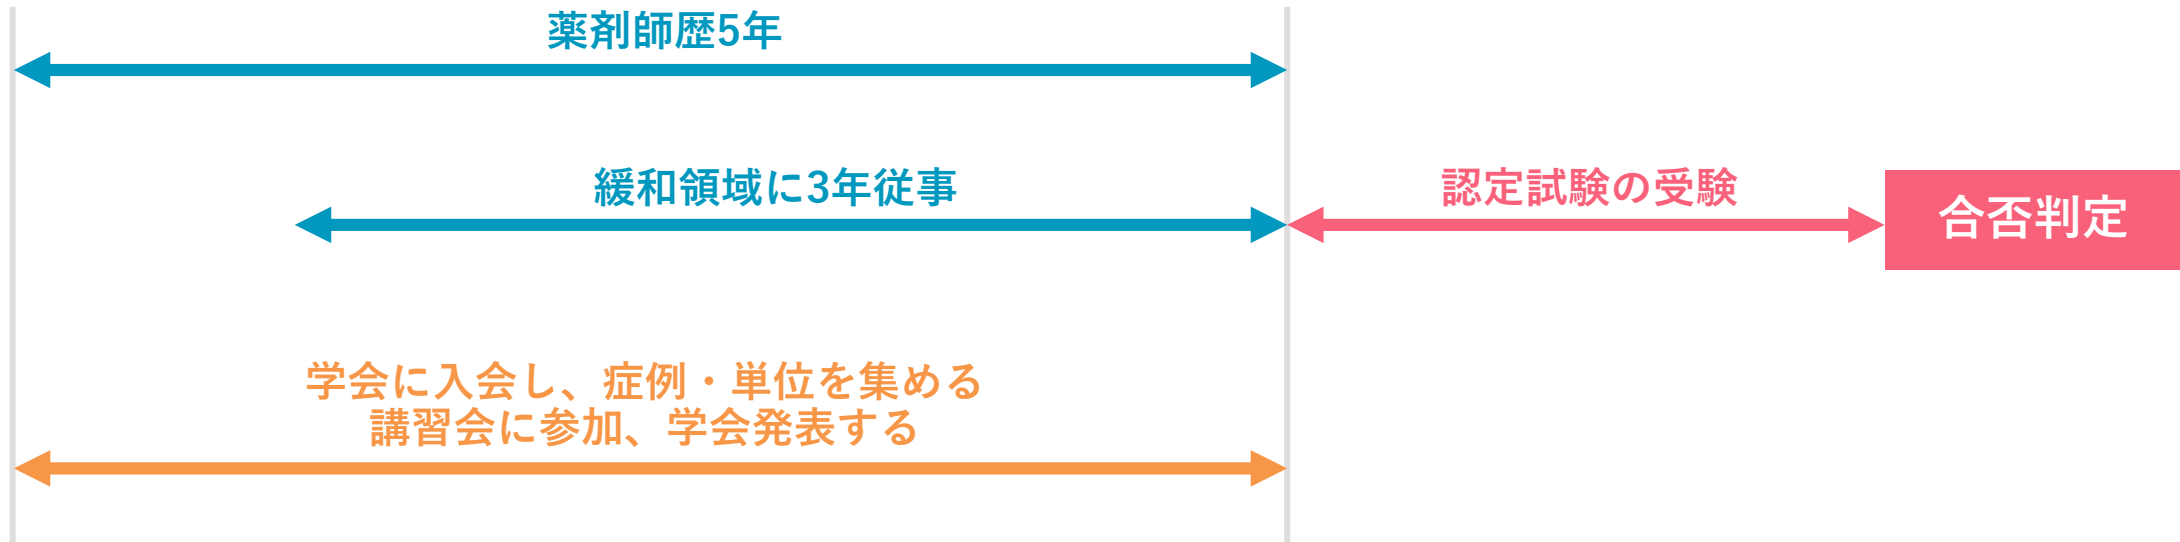 薬剤師歴5年
緩和領域に3年従事
認定試験の受験
合否判定
学会に入会し、症例・単位を集める
講習会に参加、学会発表する